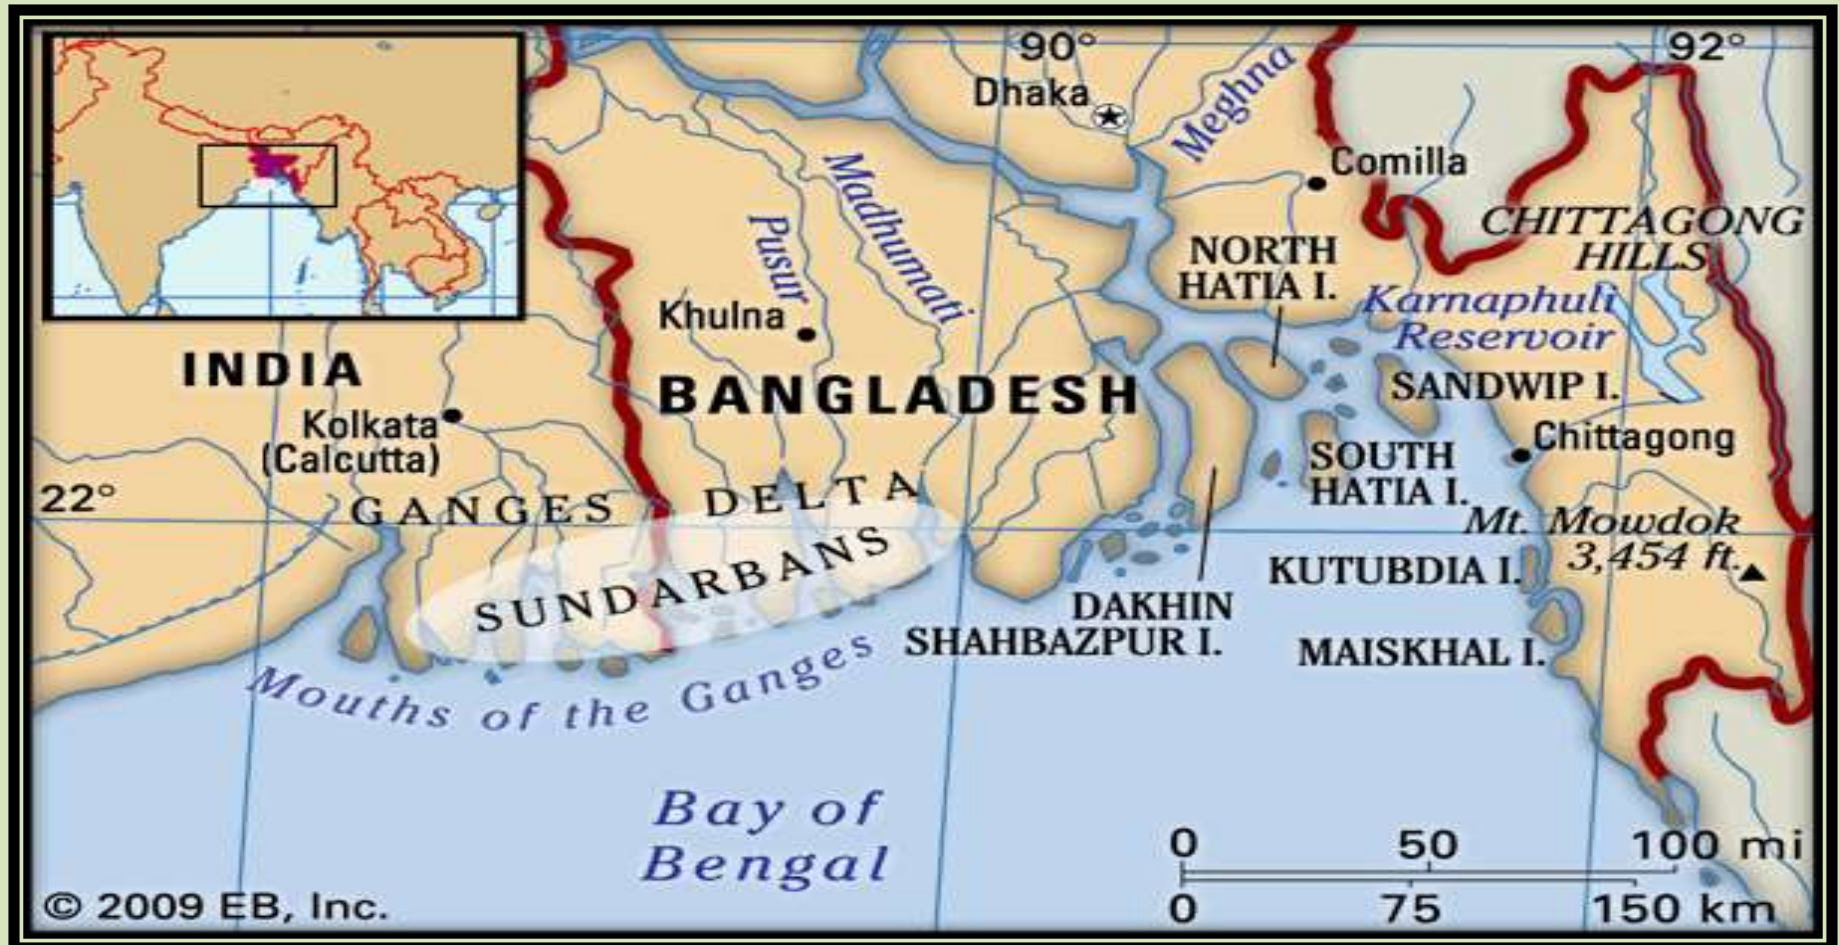 90°
92°
Dhaka
Meghna
Comilla
Madhumati
Pusur
CHITTAGONG
HILLS
NORTH
HATIA I.
Karnaphuli
Reservoir
Khulna
INDIA
BANGLADESH
SANDWIP I.
Kolkata
(Calcutta)
Chittagong
SOUTH
HATIA I.
22°
GANGES DELTA
Mt. Mowdok
3,454 ft.
SUNDARBANS
KUTUBDIA I.
DAKHIN
SHAHBAZPUR I.
MAISKHAL I.
Mouths of the Ganges
Bay of
Bengal
0 50 100 mi
0 75 150 km
© 2009 EB, Inc.